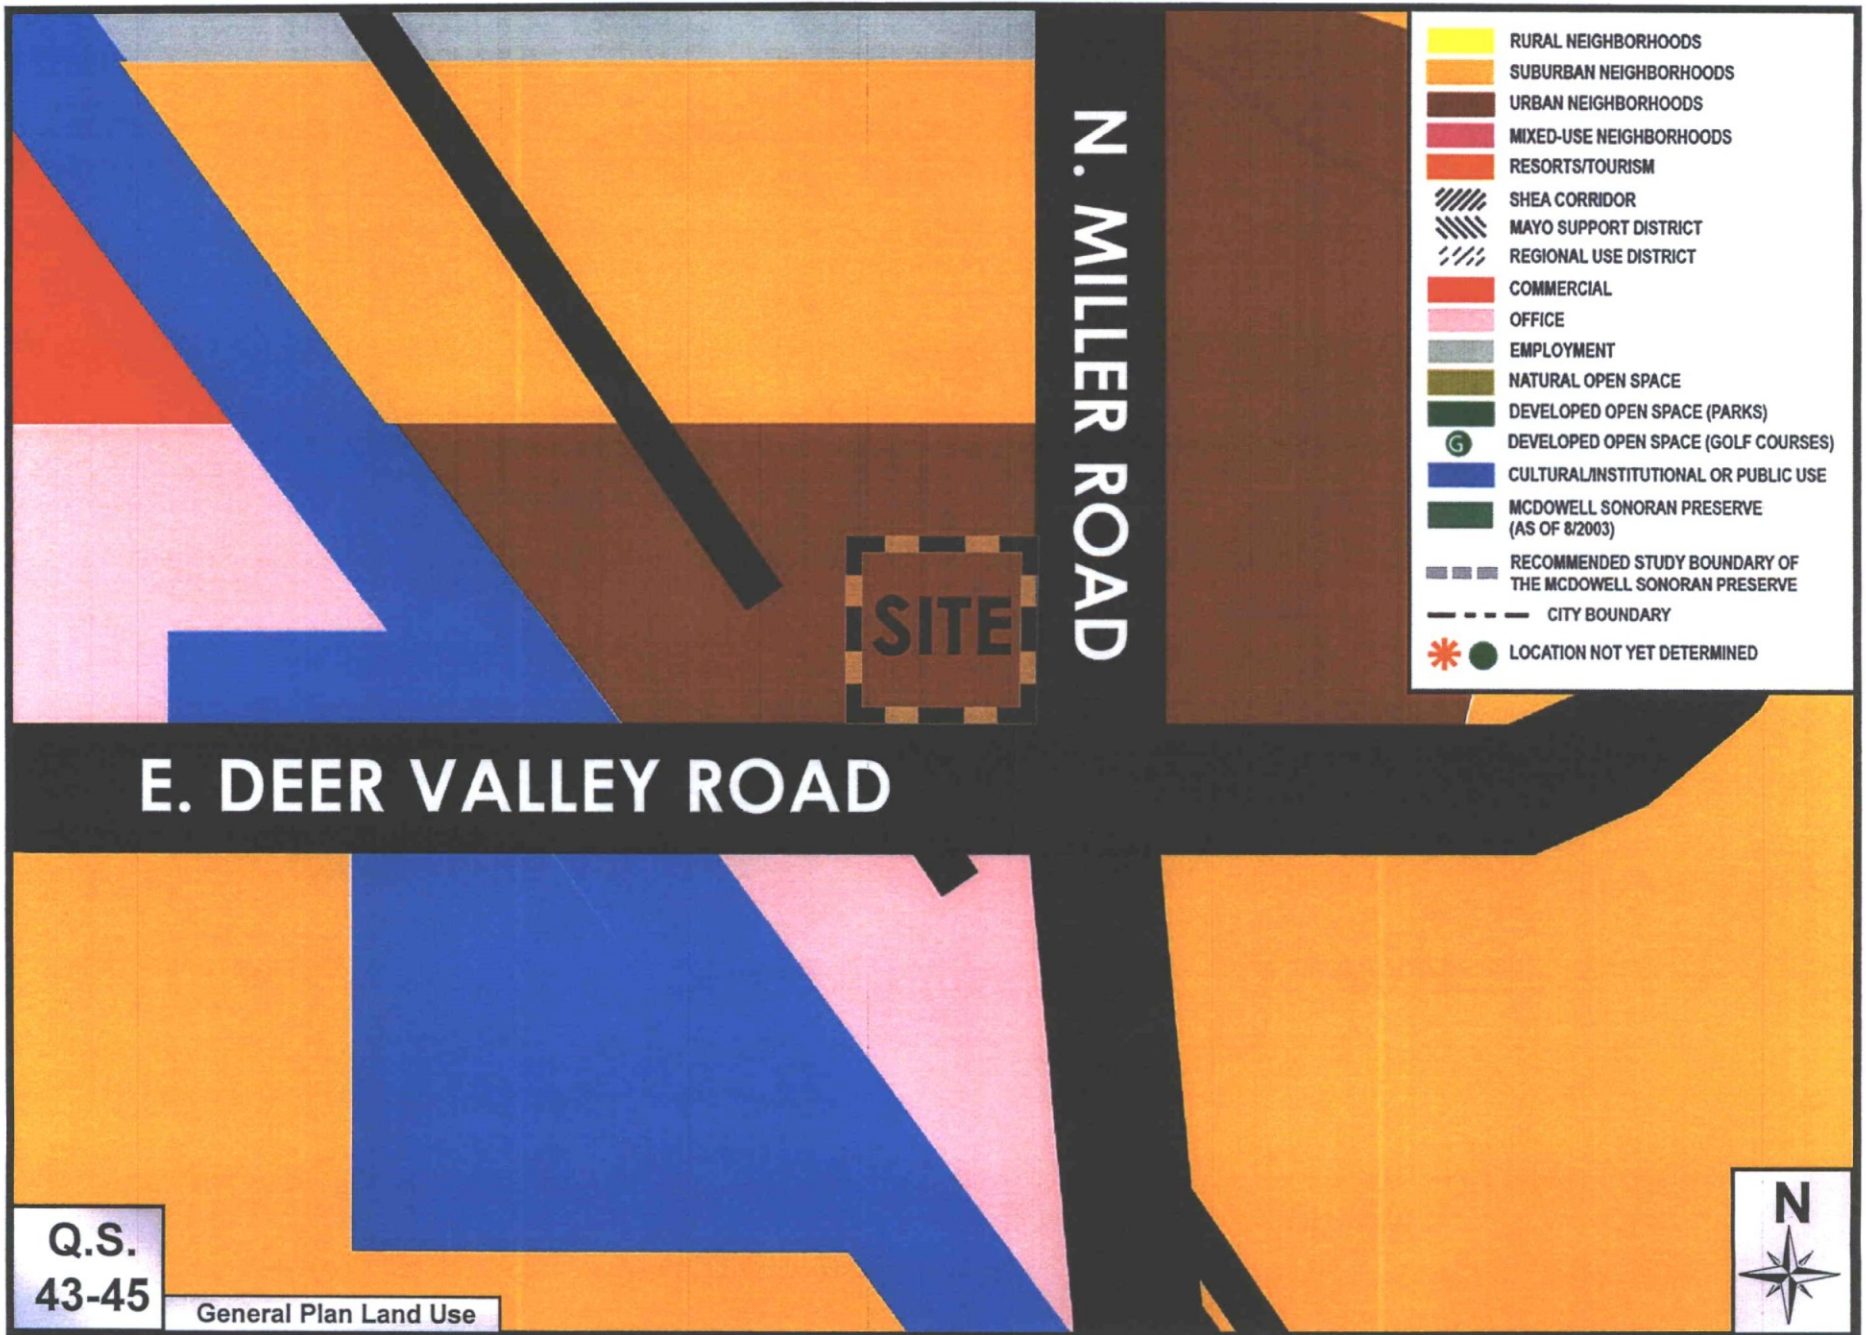 RURAL NEIGHBORHOODS
SUBURBAN NEIGHBORHOODS
URBAN NEIGHBORHOODS
MIXED-USE NEIGHBORHOODS
RESORTS/TOURISM
SHEA CORRIDOR
MAYO SUPPORT DISTRICT
REGIONAL USE DISTRICT
COMMERCIAL
OFFICE
EMPLOYMENT
NATURAL OPEN SPACE
DEVELOPED OPEN SPACE (PARKS)
G DEVELOPED OPEN SPACE (GOLF COURSES)
CULTURAL/INSTITUTIONAL OR PUBLIC USE
MCDOWELL SONORAN PRESERVE
(AS OF 8/2003)
RECOMMENDED STUDY BOUNDARY OF
THE MCDOWELL SONORAN PRESERVE
CITY BOUNDARY
LOCATION NOT YET DETERMINED
N. MILLER ROAD
SITE
E. DEER VALLEY ROAD
Q.S.
43-45
General Plan Land Use
N